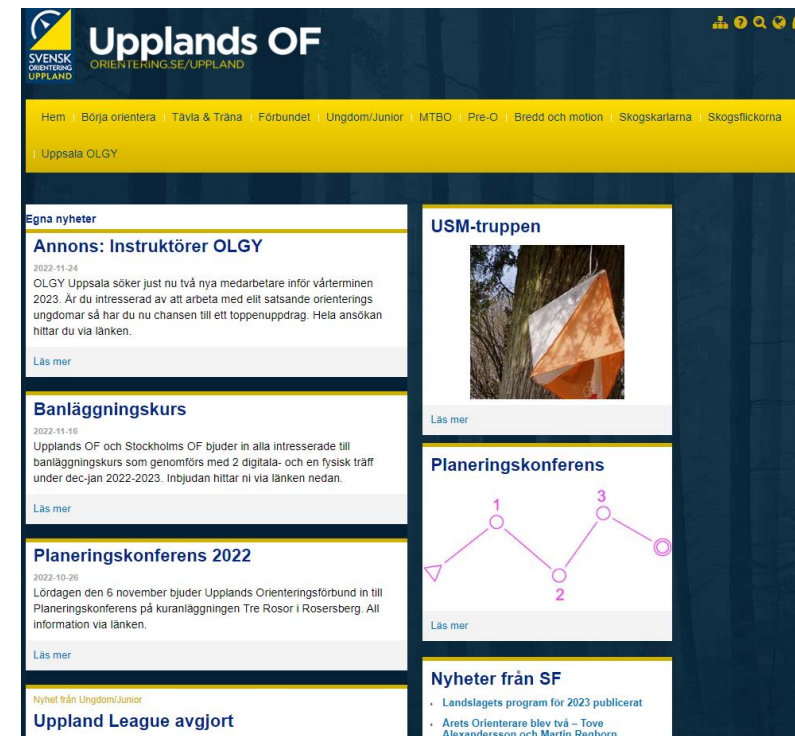 SVENSK
ORIENTERING
UPPLAND
Upplands OF
ORIENTERING.SE/UPPLAND
Hem
Börja orientera
Tävla & Träna
Förbundet
Ungdom/Junior
MTBO
Pre-O
Bredd och motion
Skogskarlarna
Skogsflickorna
Uppsala OLGY
Egna nyheter
Annons: Instruktörer OLGY
2022-11-24
OLGY Uppsala söker just nu två nya medarbetare inför vårterminen
2023. Är du intresserad av att arbeta med elit satsande orienterings
ungdomar så har du nu chansen till ett toppenuppdrag. Hela ansökan
hittar du via länken.
Läs mer
Banläggningskurs
2022-11-16
Upplands OF och Stockholms OF bjuder in alla intresserade till
banläggningskurs som genomförs med 2 digitala- och en fysisk träff
under dec-jan 2022-2023. Inbjudan hittar ni via länken nedan.
Läs mer
Planeringskonferens 2022
2022-10-26
Lördagen den 6 november bjuder Upplands Orienteringsförbund in till
Planeringskonferens på kuranläggningen Tre Rosor i Rosersberg. All
information via länken.
Läs mer
Nyhet från Ungdom/Junior
Uppland League avgjort
USM-truppen
Läs mer
Planeringskonferens
1
3
2
Läs mer
Nyheter från SF
Landslagets program för 2023 publicerat
Årets Orienterare blev två – Tove
Alexandersson och Martin Regborn